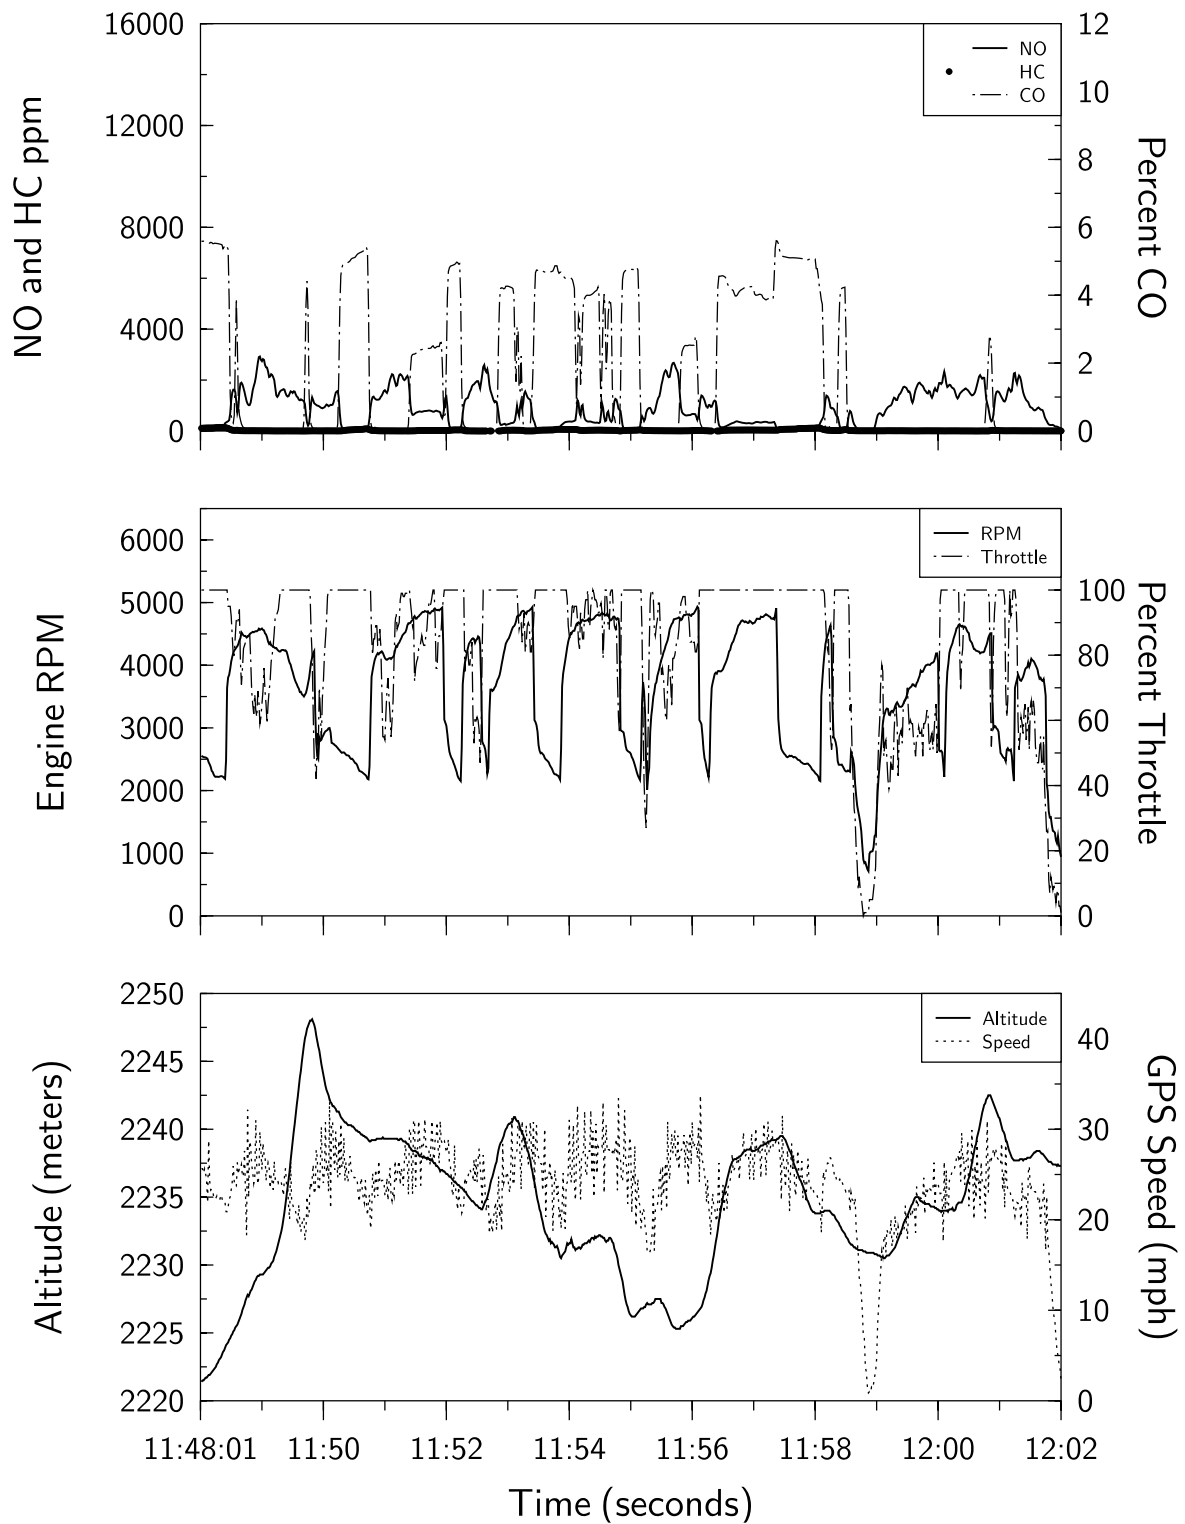 16000
12000
8000
4000
0
NO and HC ppm
12
10
8
6
4
2
0
Percent CO
NO
HC
CO
6000
5000
4000
3000
2000
1000
0
Engine RPM
100
80
60
40
20
0
Percent Throttle
RPM
Throttle
2250
2245
2240
2235
2230
2225
2220
Altitude (meters)
40
30
20
10
0
GPS Speed (mph)
Altitude
Speed
11:48:01 11:50 11:52 11:54 11:56 11:58 12:00 12:02
Time (seconds)